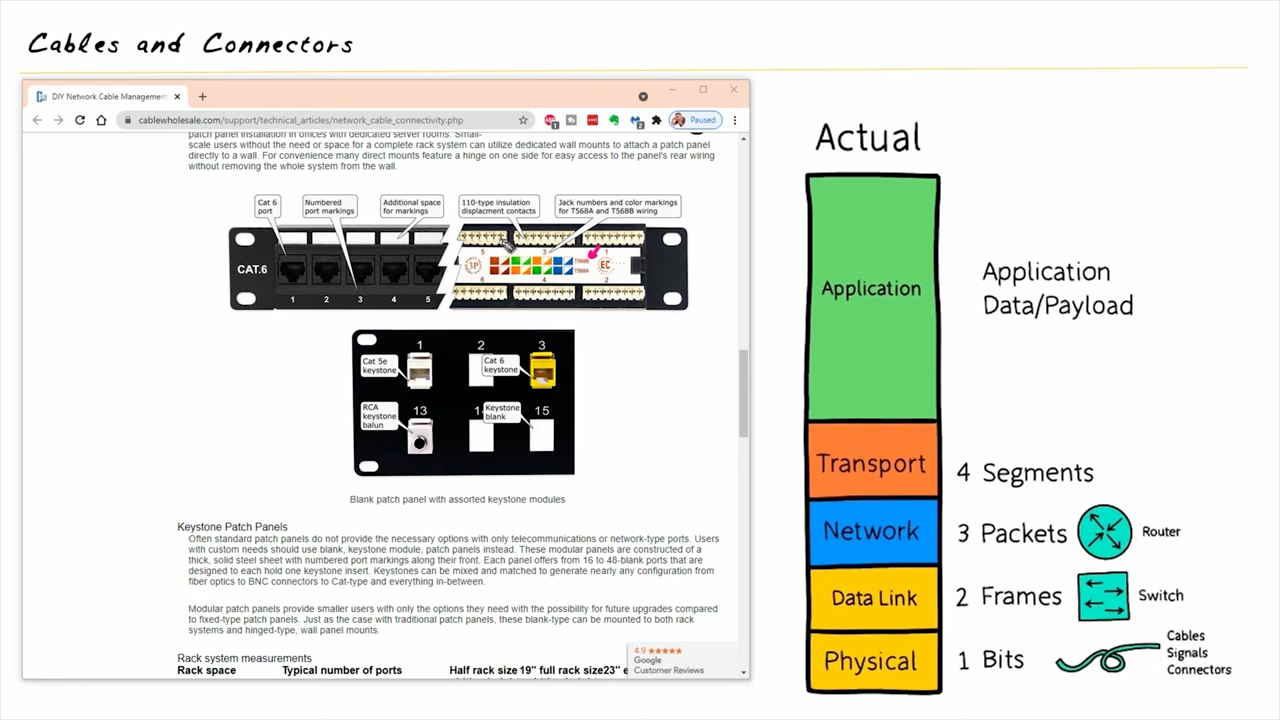 Cables and Connectors
DIY Network Cable Management
cablewholesale.com/support/technical_articles/network_cable_connectivity.php
Paused
patch panel installation in offices with dedicated server rooms. Small-
scale users without the need or space for a complete rack system can utilize dedicated wall mounts to attach a patch panel
directly to a wall. For convenience many direct mounts feature a hinge on one side for easy access to the panel's rear wiring
without removing the whole system from the wall.
Cat 6
port
Numbered
port markings
Additional space
for markings
110-type insulation
displacment contacts
Jack numbers and color markings
for T568A and T568B wiring
CAT.6
1 2 3 4 5
5 3 1
3P
T568B
T568A
EC
6 4 2
1 2 3
Cat 5e
keystone
Cat 6
keystone
13 1 15
RCA
keystone
balun
Keystone
blank
Blank patch panel with assorted keystone modules
Keystone Patch Panels
Often standard patch panels do not provide the necessary options with only telecommunications or network-type ports. Users
with custom needs should use blank, keystone module, patch panels instead. These modular panels are constructed of a
thick, solid steel sheet with numbered port markings along their front. Each panel offers from 16 to 48-blank ports that are
designed to each hold one keystone insert. Keystones can be mixed and matched to generate nearly any configuration from
fiber optics to BNC connectors to Cat-type and everything in-between.
Modular patch panels provide smaller users with only the options they need with the possibility for future upgrades compared
to fixed-type patch panels. Just as the case with traditional patch panels, these blank-type can be mounted to both rack
systems and hinged-type, wall panel mounts.
Rack system measurements
Rack space Typical number of ports Half rack size 19" full rack size23" e
4.9 ★★★★★
Google
Customer Reviews
Actual
Application
Application
Data/Payload
Transport 4 Segments
Network 3 Packets Router
Data Link 2 Frames Switch
Physical 1 Bits
Cables
Signals
Connectors